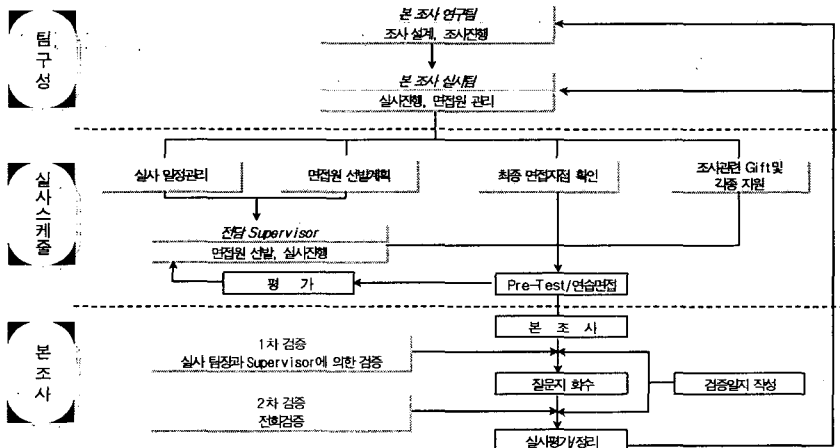 팀구성
본 조사 연구팀
조사 설계, 조사진행
본 조사 실사팀
실사진행, 면접원 관리
실사스케줄
실사 일정관리
면접원 선발계획
최종 면접지점 확인
조사관련 Gift및
각종 지원
전담 Supervisor
면접원 선발, 실사진행
평 가
Pre-Test/연습면접
본조사
본 조 사
1차 검증
실사 팀장과 Supervisor에 의한 검증
질문지 회수
검증일지 작성
2차 검증
전화검증
실사평가/정리